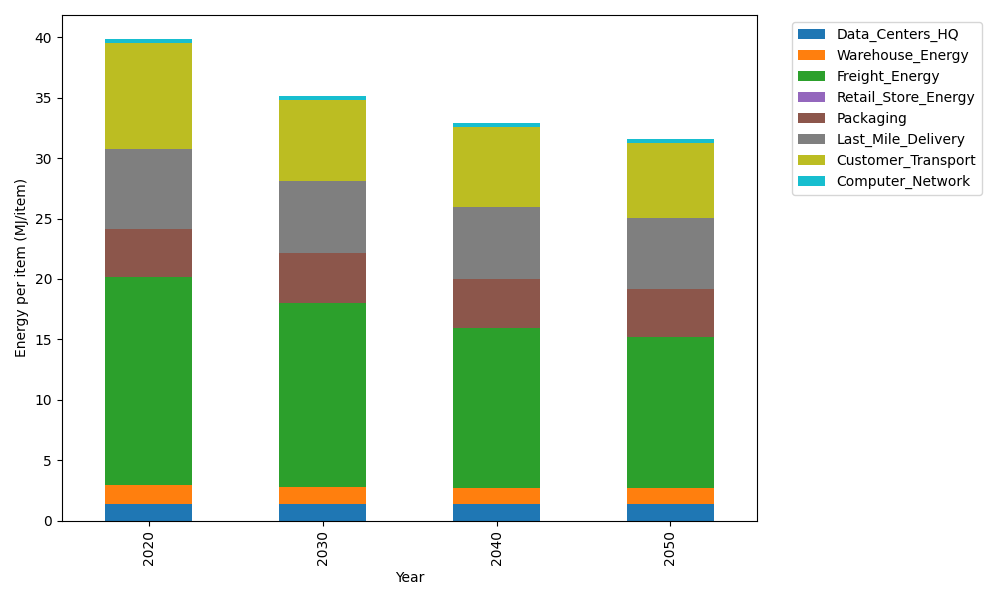 Energy per item (MJ/item)
40
35
30
25
20
15
10
5
0
2020
2030
2040
2050
Year
Data_Centers_HQ
Warehouse_Energy
Freight_Energy
Retail_Store_Energy
Packaging
Last_Mile_Delivery
Customer_Transport
Computer_Network